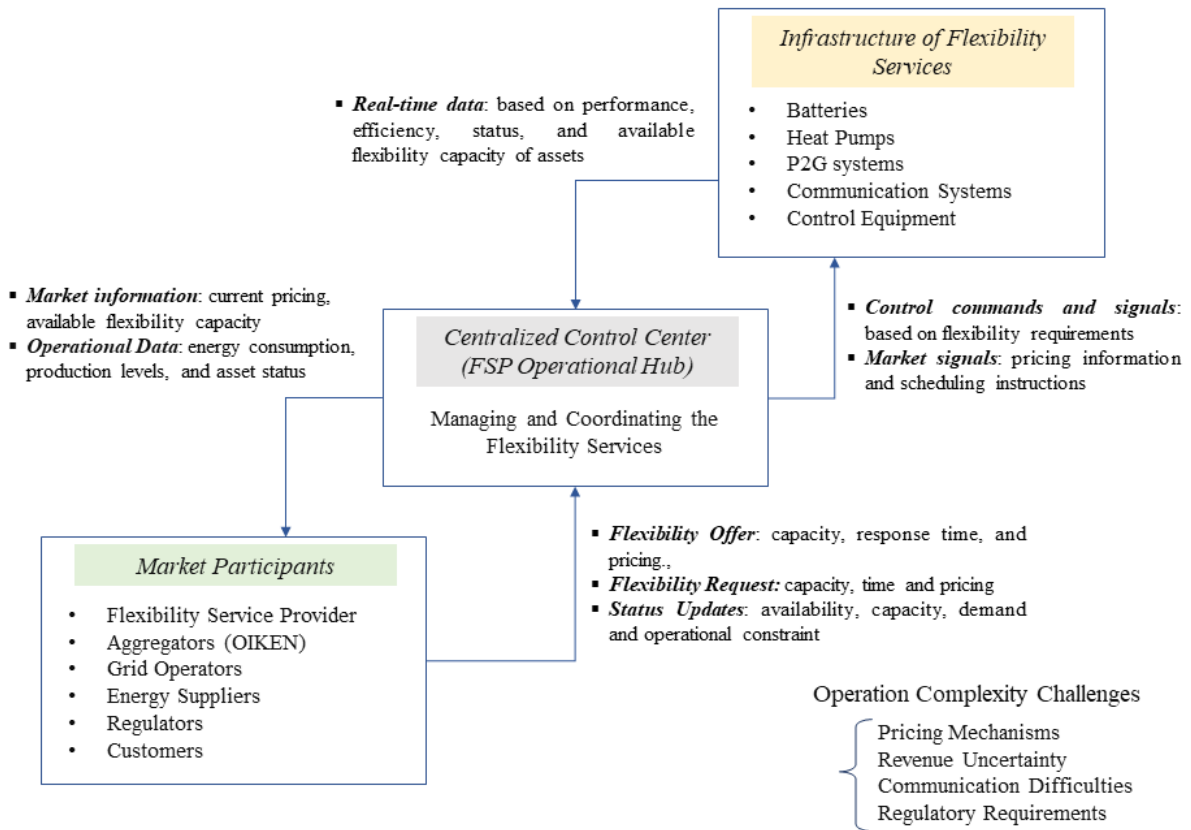 Infrastructure of Flexibility
Services
• Batteries
• Heat Pumps
• P2G systems
• Communication Systems
• Control Equipment
▪ Real-time data: based on performance,
efficiency, status, and available
flexibility capacity of assets
▪ Market information: current pricing,
available flexibility capacity
▪ Operational Data: energy consumption,
production levels, and asset status
Centralized Control Center
(FSP Operational Hub)
Managing and Coordinating the
Flexibility Services
▪ Control commands and signals:
based on flexibility requirements
▪ Market signals: pricing information
and scheduling instructions
Market Participants
• Flexibility Service Provider
• Aggregators (OIKEN)
• Grid Operators
• Energy Suppliers
• Regulators
• Customers
▪ Flexibility Offer: capacity, response time, and
pricing.,
▪ Flexibility Request: capacity, time and pricing
▪ Status Updates: availability, capacity, demand
and operational constraint
Operation Complexity Challenges
Pricing Mechanisms
Revenue Uncertainty
Communication Difficulties
Regulatory Requirements